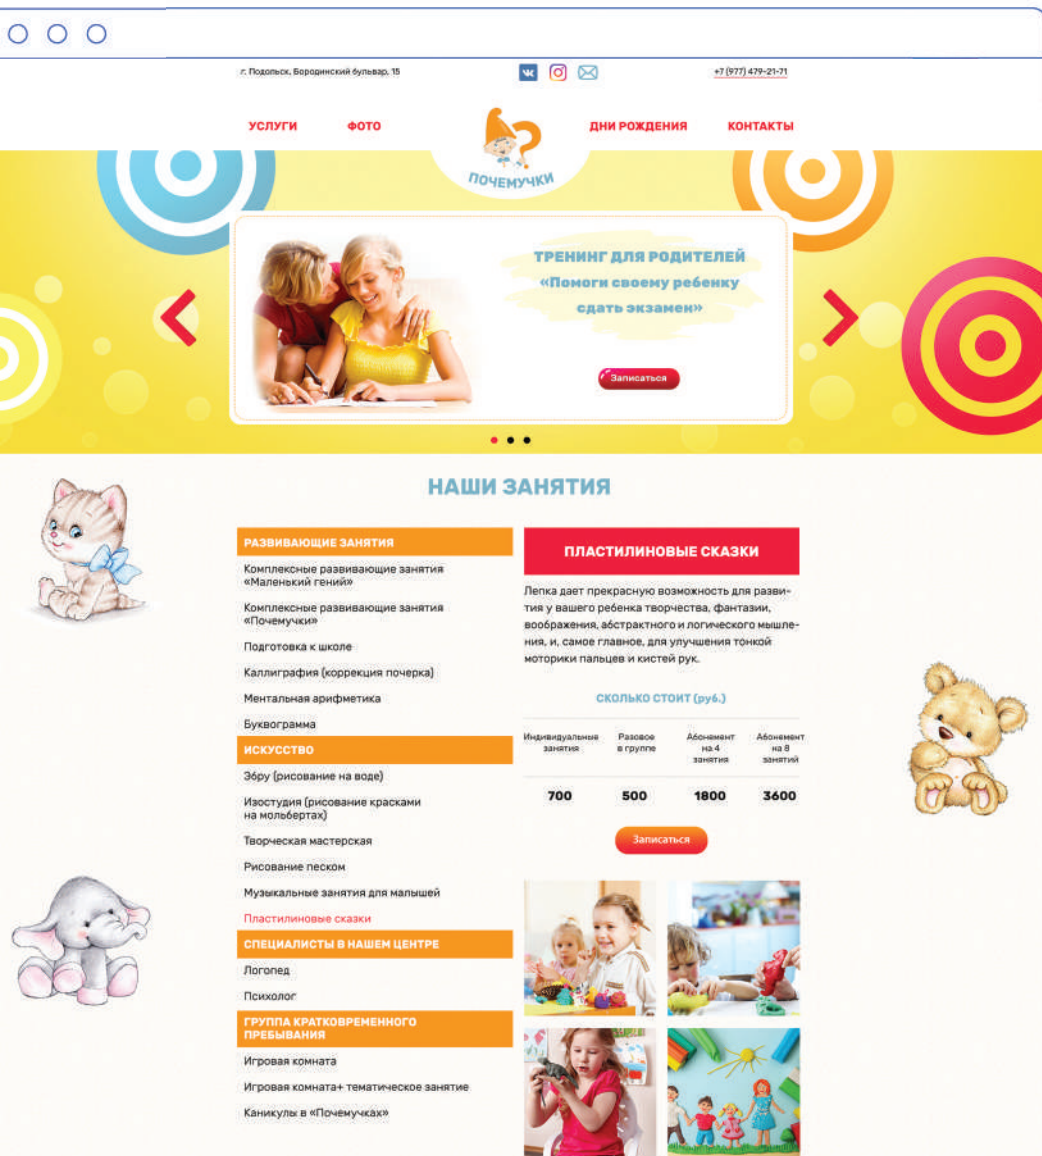 г. Подольск, Бородинский бульвар, 15
+7 (977) 479-21-71
УСЛУГИ
ФОТО
ДНИ РОЖДЕНИЯ
КОНТАКТЫ
ПОЧЕМУЧКИ
ТРЕНИНГ ДЛЯ РОДИТЕЛЕЙ
«Помоги своему ребенку
сдать экзамен»
Записаться
НАШИ ЗАНЯТИЯ
РАЗВИВАЮЩИЕ ЗАНЯТИЯ
Комплексные развивающие занятия
«Маленький гений»
Комплексные развивающие занятия
«Почемучки»
Подготовка к школе
Каллиграфия (коррекция почерка)
Ментальная арифметика
Буквограмма
ИСКУССТВО
Эбру (рисование на воде)
Изостудия (рисование красками
на мольбертах)
Творческая мастерская
Рисование песком
Музыкальные занятия для малышей
Пластилиновые сказки
СПЕЦИАЛИСТЫ В НАШЕМ ЦЕНТРЕ
Логопед
Психолог
ГРУППА КРАТКОВРЕМЕННОГО
ПРЕБЫВАНИЯ
Игровая комната
Игровая комната+ тематическое занятие
Каникулы в «Почемучках»
ПЛАСТИЛИНОВЫЕ СКАЗКИ
Лепка дает прекрасную возможность для разви-
тия у вашего ребенка творчества, фантазии,
воображения, абстрактного и логического мышле-
ния, и, самое главное, для улучшения тонкой
моторики пальцев и кистей рук.
СКОЛЬКО СТОИТ (руб.)
Индивидуальные
занятия
Разовое
в группе
Абонемент
на 4
занятия
Абонемент
на 8
занятий
700
500
1800
3600
Записаться